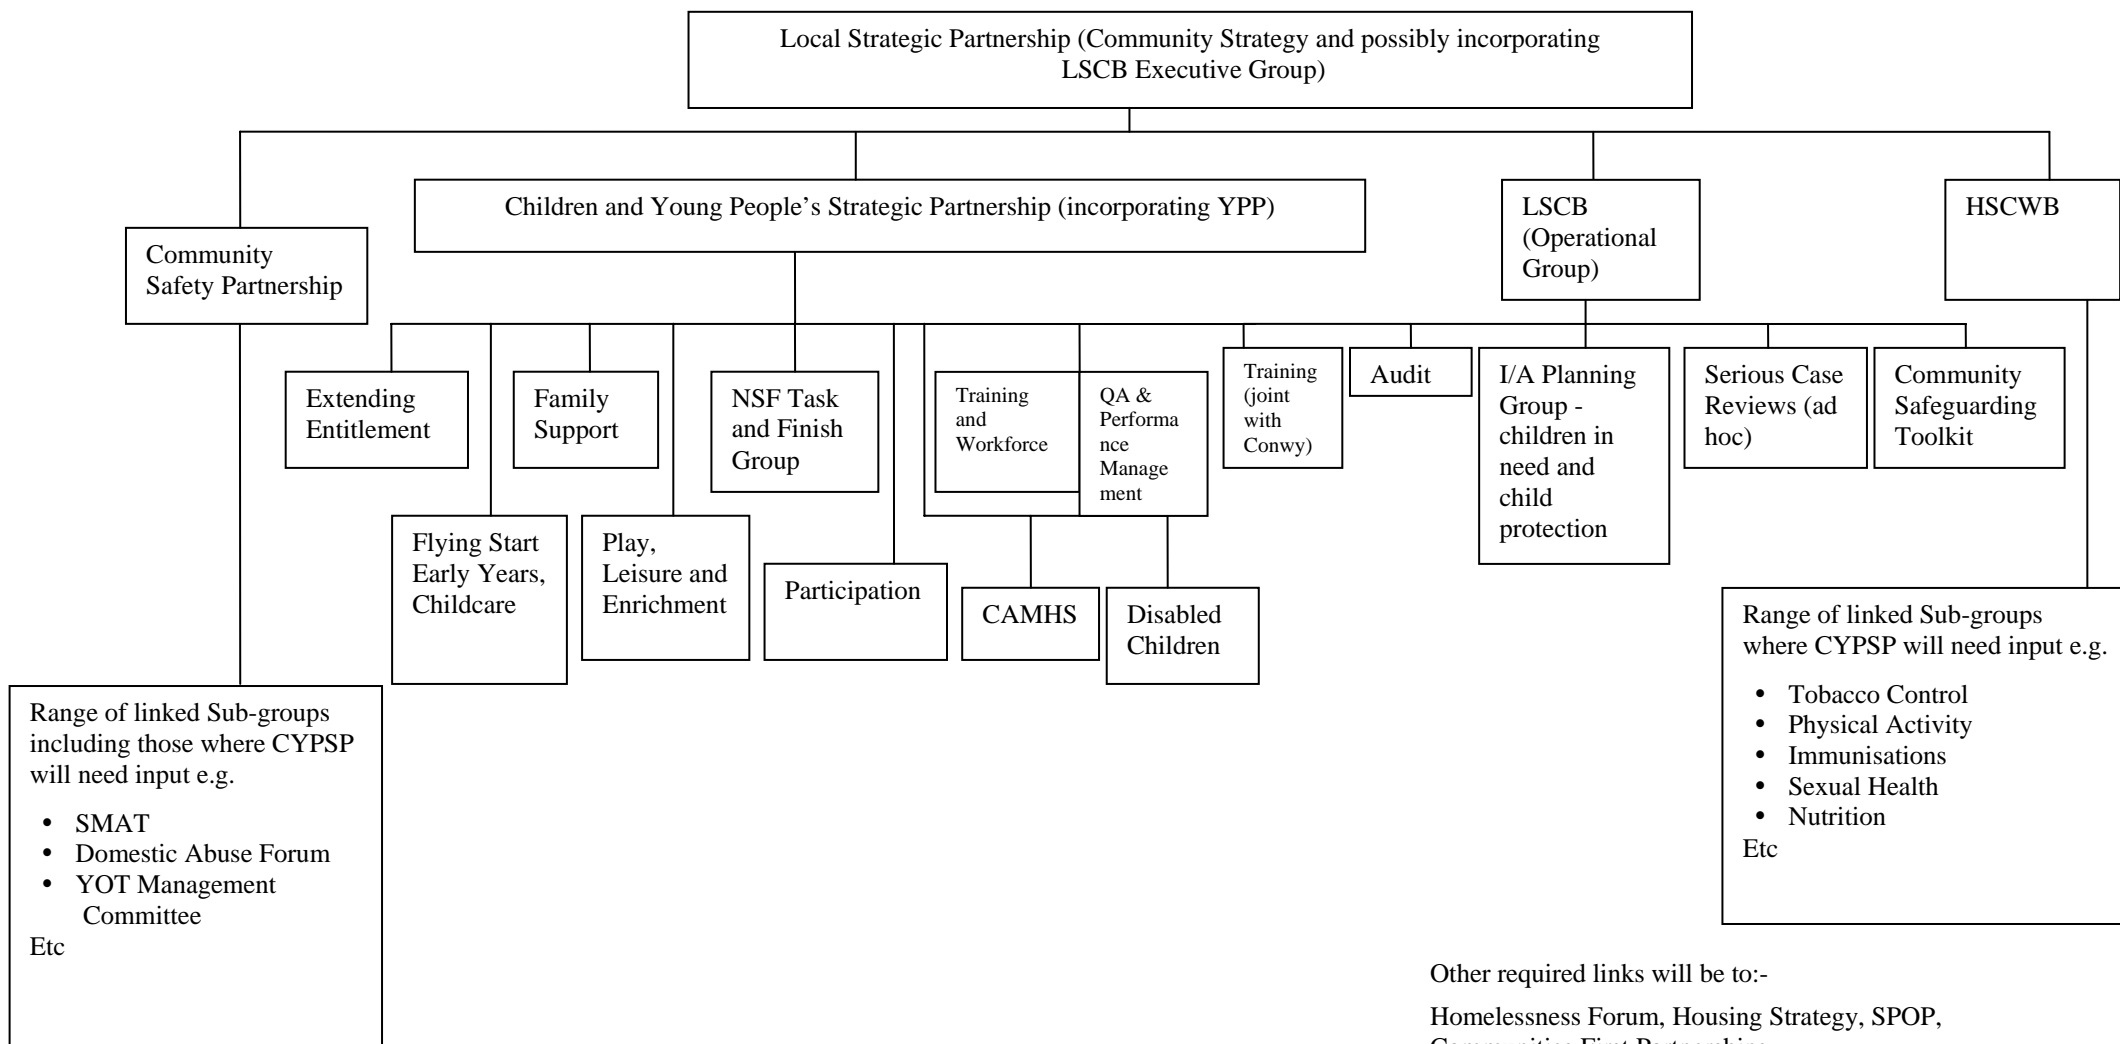 Local Strategic Partnership (Community Strategy and possibly incorporating
LSCB Executive Group)
Community
Safety Partnership
Children and Young People’s Strategic Partnership (incorporating YPP)
LSCB
(Operational
Group)
HSCWB
Extending
Entitlement
Family
Support
NSF Task
and Finish
Group
Training
and
Workforce
QA &
Performa
nce
Manage
ment
Training
(joint
with
Conwy)
Audit
I/A Planning
Group -
children in
need and
child
protection
Serious Case
Reviews (ad
hoc)
Community
Safeguarding
Toolkit
Flying Start
Early Years,
Childcare
Play,
Leisure and
Enrichment
Participation
CAMHS
Disabled
Children
Range of linked Sub-groups
including those where CYPSP
will need input e.g.
• SMAT
• Domestic Abuse Forum
• YOT Management
Committee
Etc
Range of linked Sub-groups
where CYPSP will need input e.g.
• Tobacco Control
• Physical Activity
• Immunisations
• Sexual Health
• Nutrition
Etc
Other required links will be to:-
Homelessness Forum, Housing Strategy, SPOP,
Communities First Partnerships